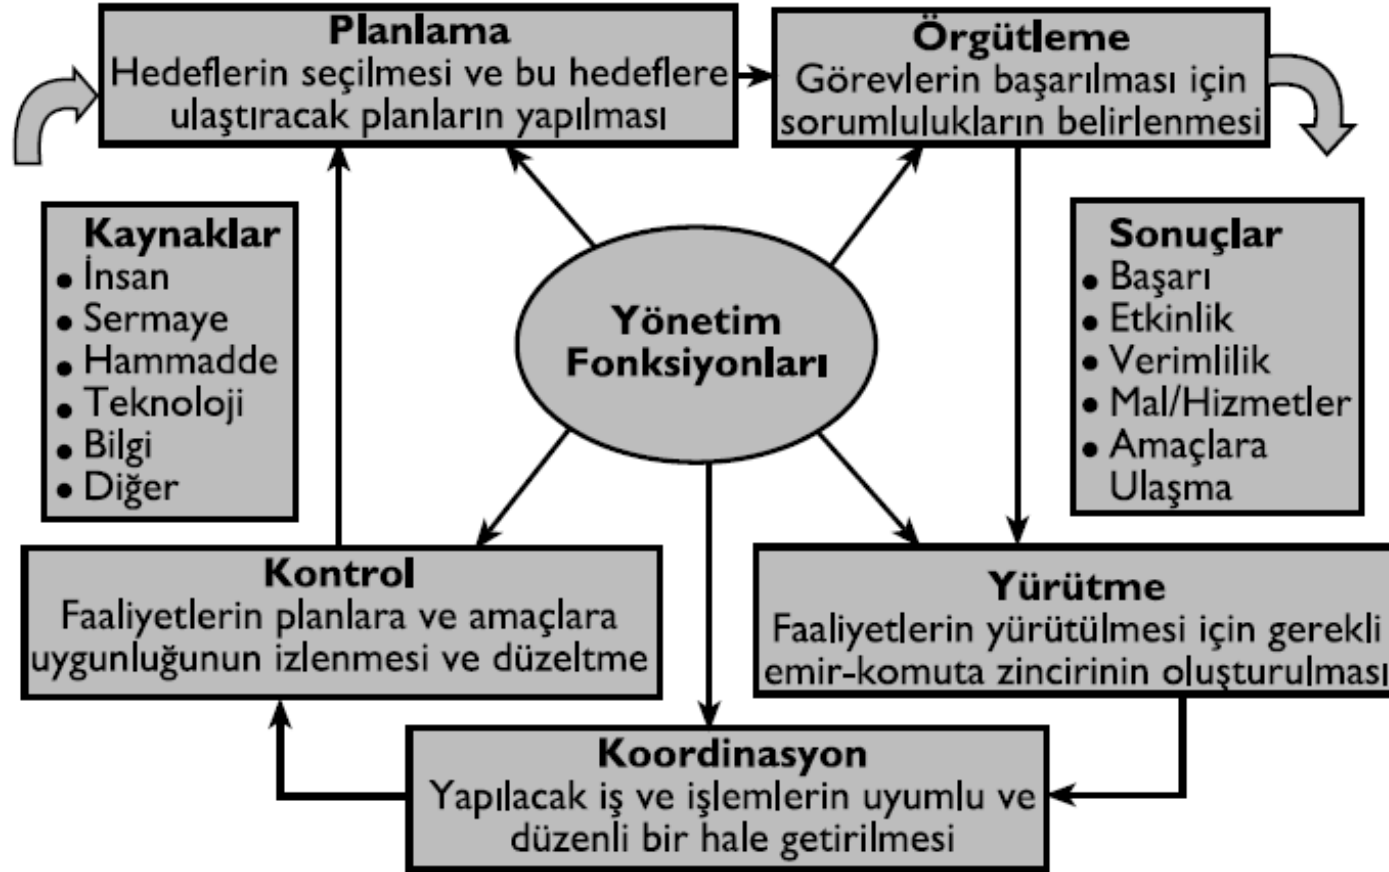 Planlama
Hedeflerin seçilmesi ve bu hedeflere
ulaştıracak planların yapılması
Örgütleme
Görevlerin başarılması için
sorumlulukların belirlenmesi
Kaynaklar
• İnsan
• Sermaye
• Hammadde
• Teknoloji
• Bilgi
• Diğer
Yönetim
Fonksiyonları
Sonuçlar
• Başarı
• Etkinlik
• Verimlilik
• Mal/Hizmetler
• Amaçlara
Ulaşma
Kontrol
Faaliyetlerin planlara ve amaçlara
uygunluğunun izlenmesi ve düzeltme
Yürütme
Faaliyetlerin yürütülmesi için gerekli
emir-komuta zincirinin oluşturulması
Koordinasyon
Yapılacak iş ve işlemlerin uyumlu ve
düzenli bir hale getirilmesi